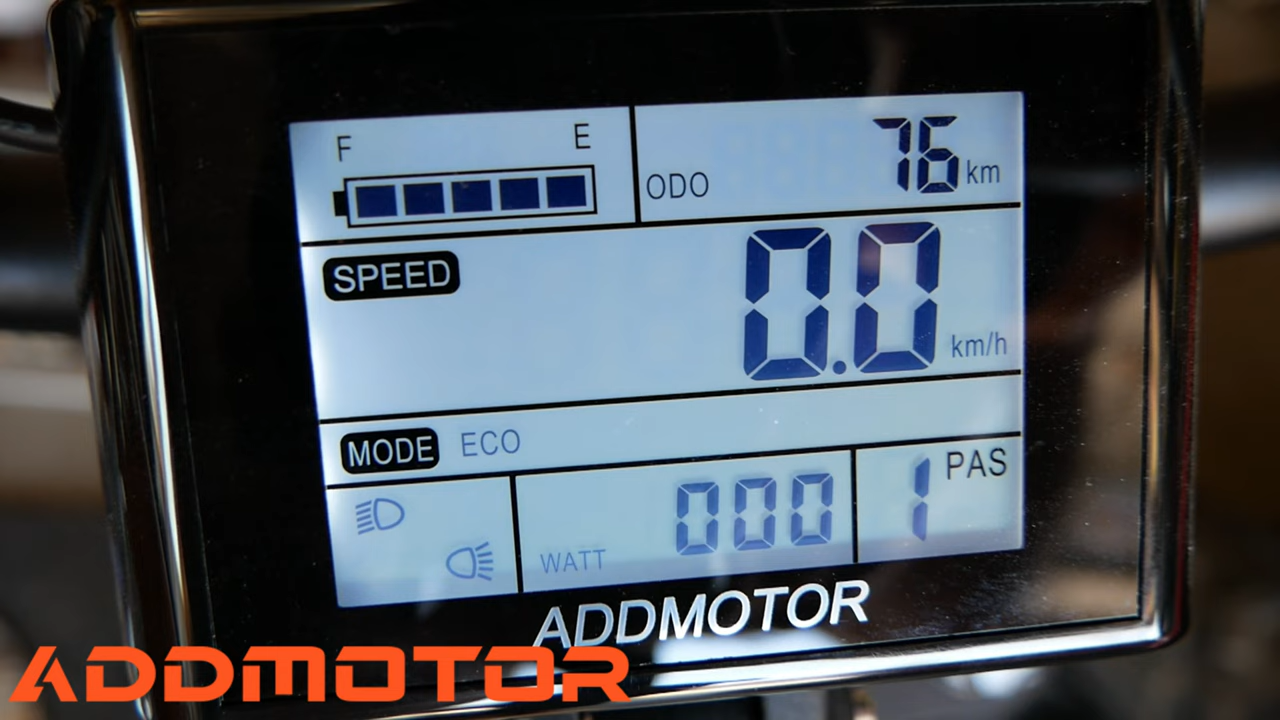 F E
ODO 76 km
SPEED 0.0 km/h
MODE ECO
WATT 000 1 PAS
ADDMOTOR
ADDMOTOR